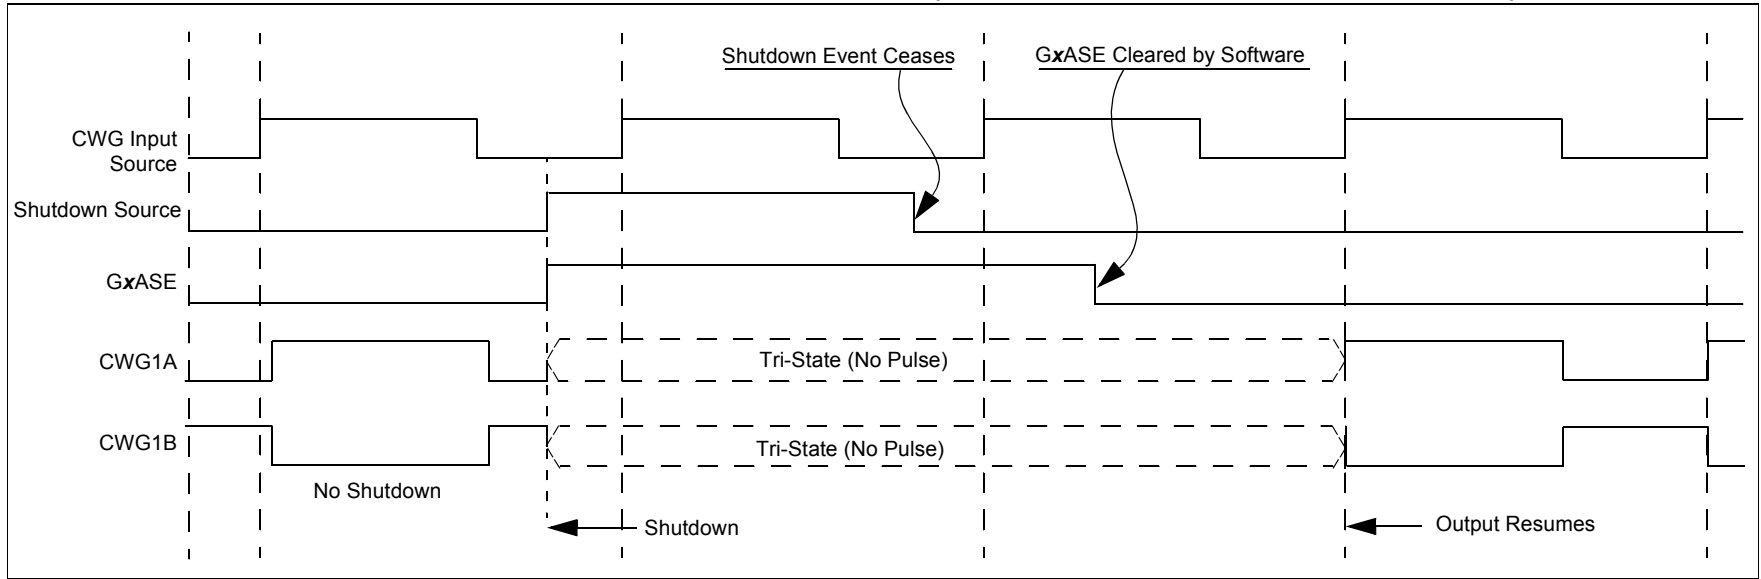 Shutdown Event Ceases
GxASE Cleared by Software
CWG Input
Source
Shutdown Source
GxASE
CWG1A
Tri-State (No Pulse)
CWG1B
Tri-State (No Pulse)
No Shutdown
Shutdown
Output Resumes